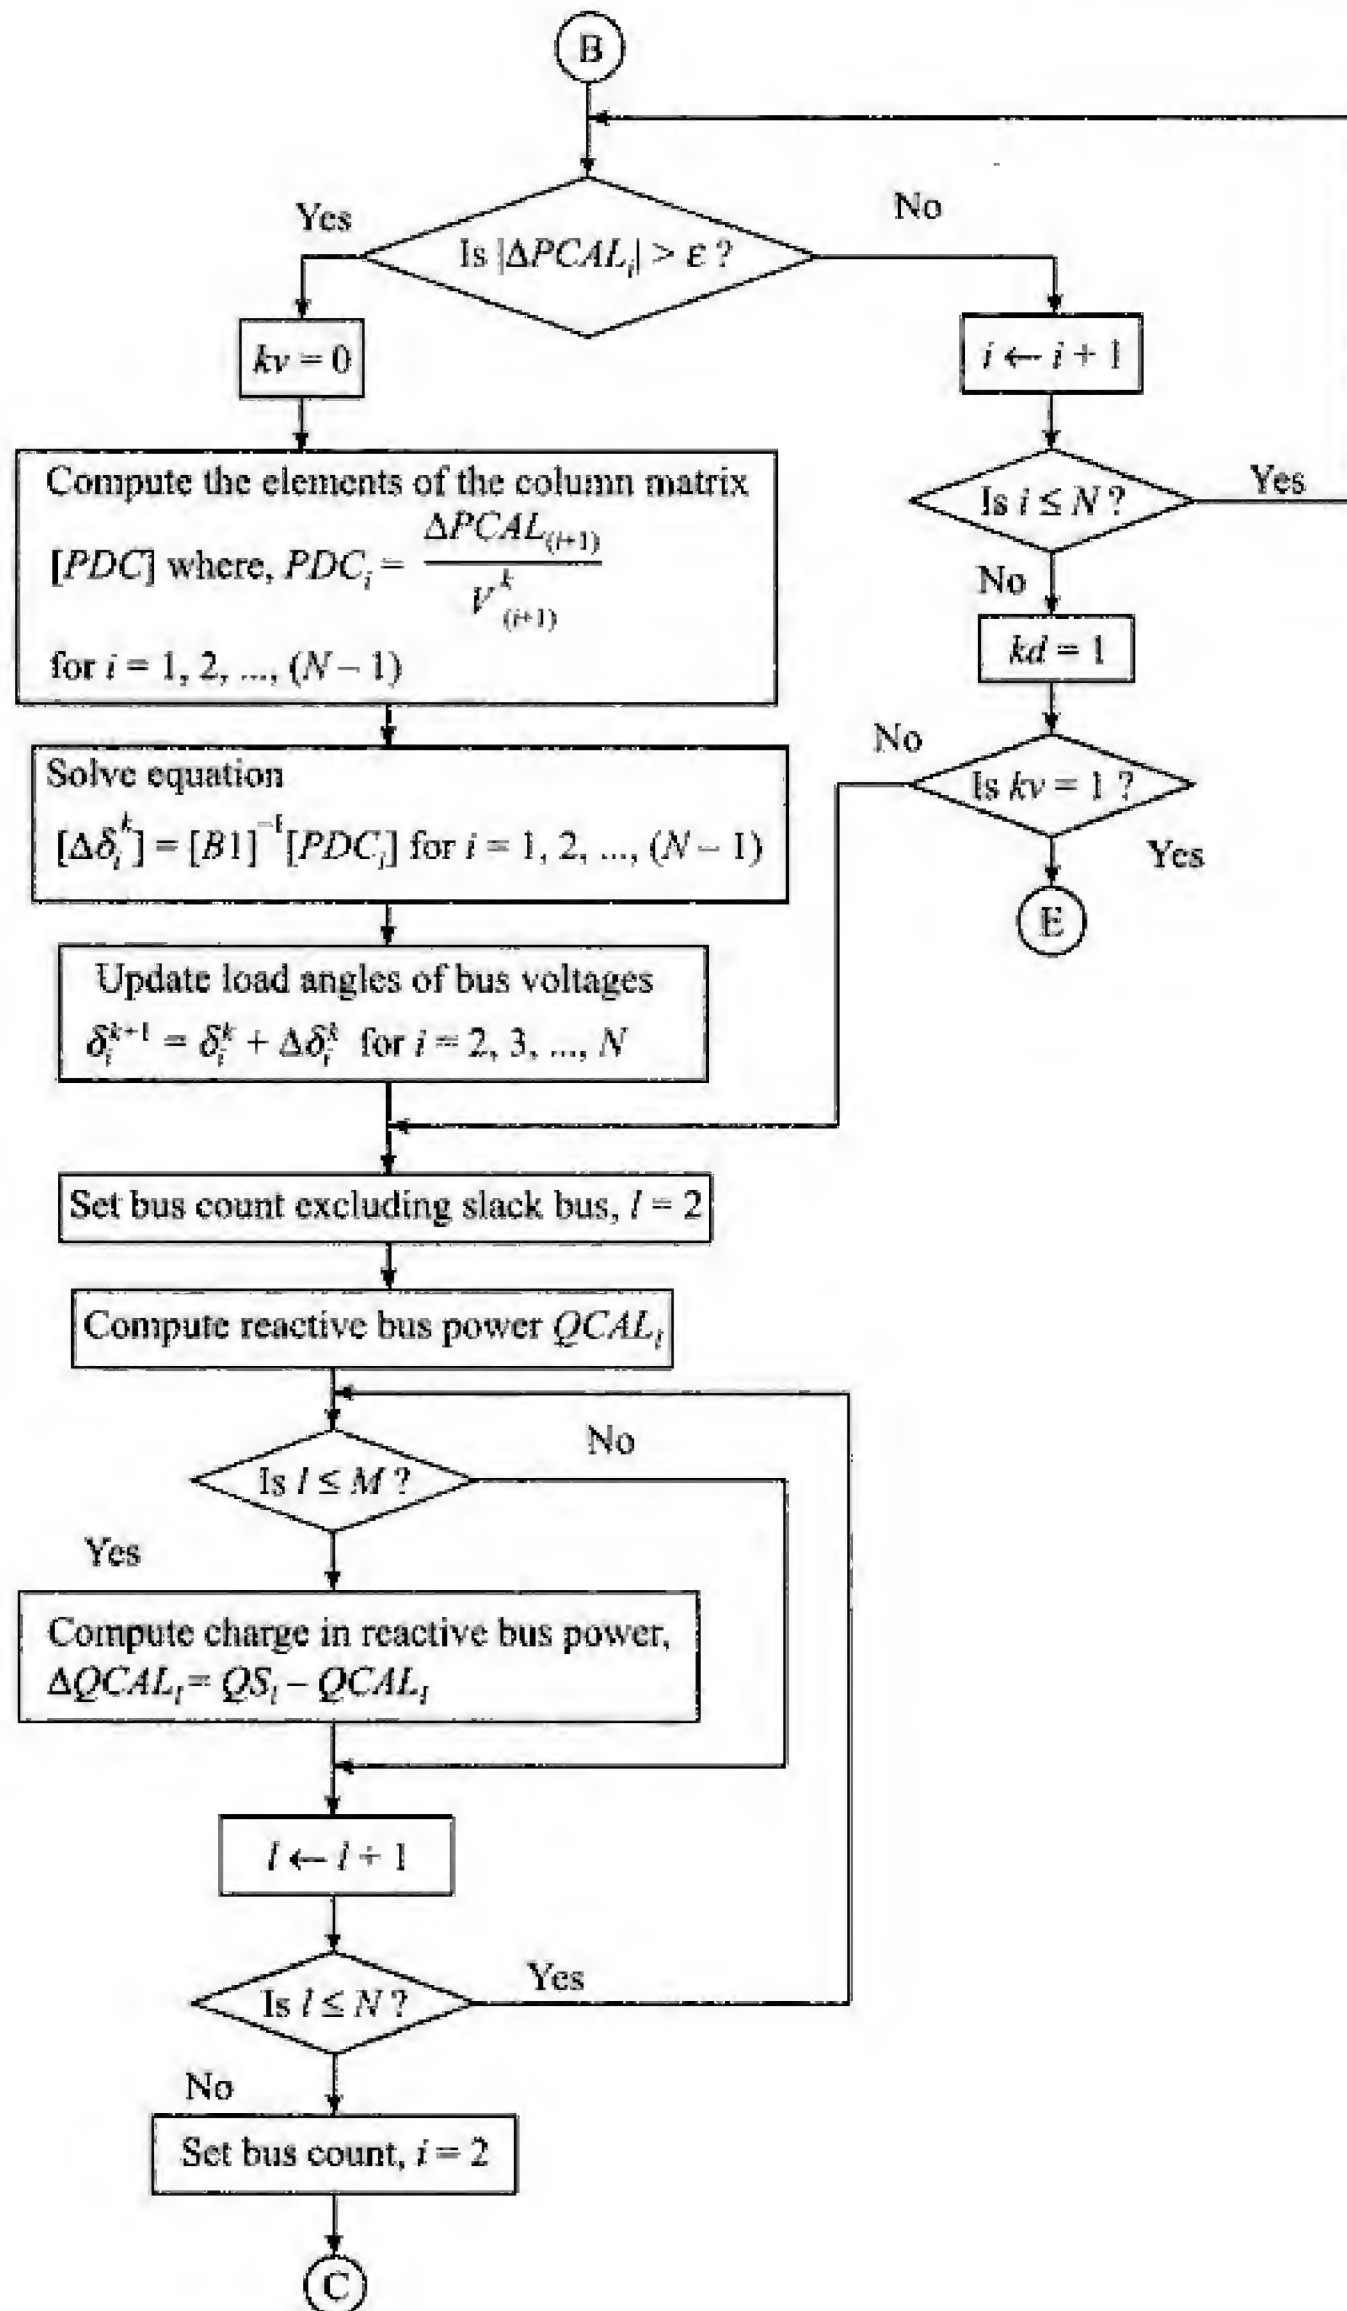 B
Yes
No
Is |ΔPCAL_i| > ε ?
kv = 0
i ← i + 1
Compute the elements of the column matrix
[PDC] where, PDC_i = ΔPCAL_(i+1) / V^k_(i+1)
for i = 1, 2, ..., (N – 1)
Is i ≤ N ?
Yes
No
kd = 1
No
Is kv = 1 ?
Yes
E
Solve equation
[Δδ_i^k] = [B1]^–1 [PDC_i] for i = 1, 2, ..., (N – 1)
Update load angles of bus voltages
δ_i^k+1 = δ_i^k + Δδ_i^k for i = 2, 3, ..., N
Set bus count excluding slack bus, l = 2
Compute reactive bus power QCAL_l
No
Is l ≤ M ?
Yes
Compute charge in reactive bus power,
ΔQCAL_l = QS_l – QCAL_l
l ← l + 1
Is l ≤ N ?
Yes
No
Set bus count, i = 2
C